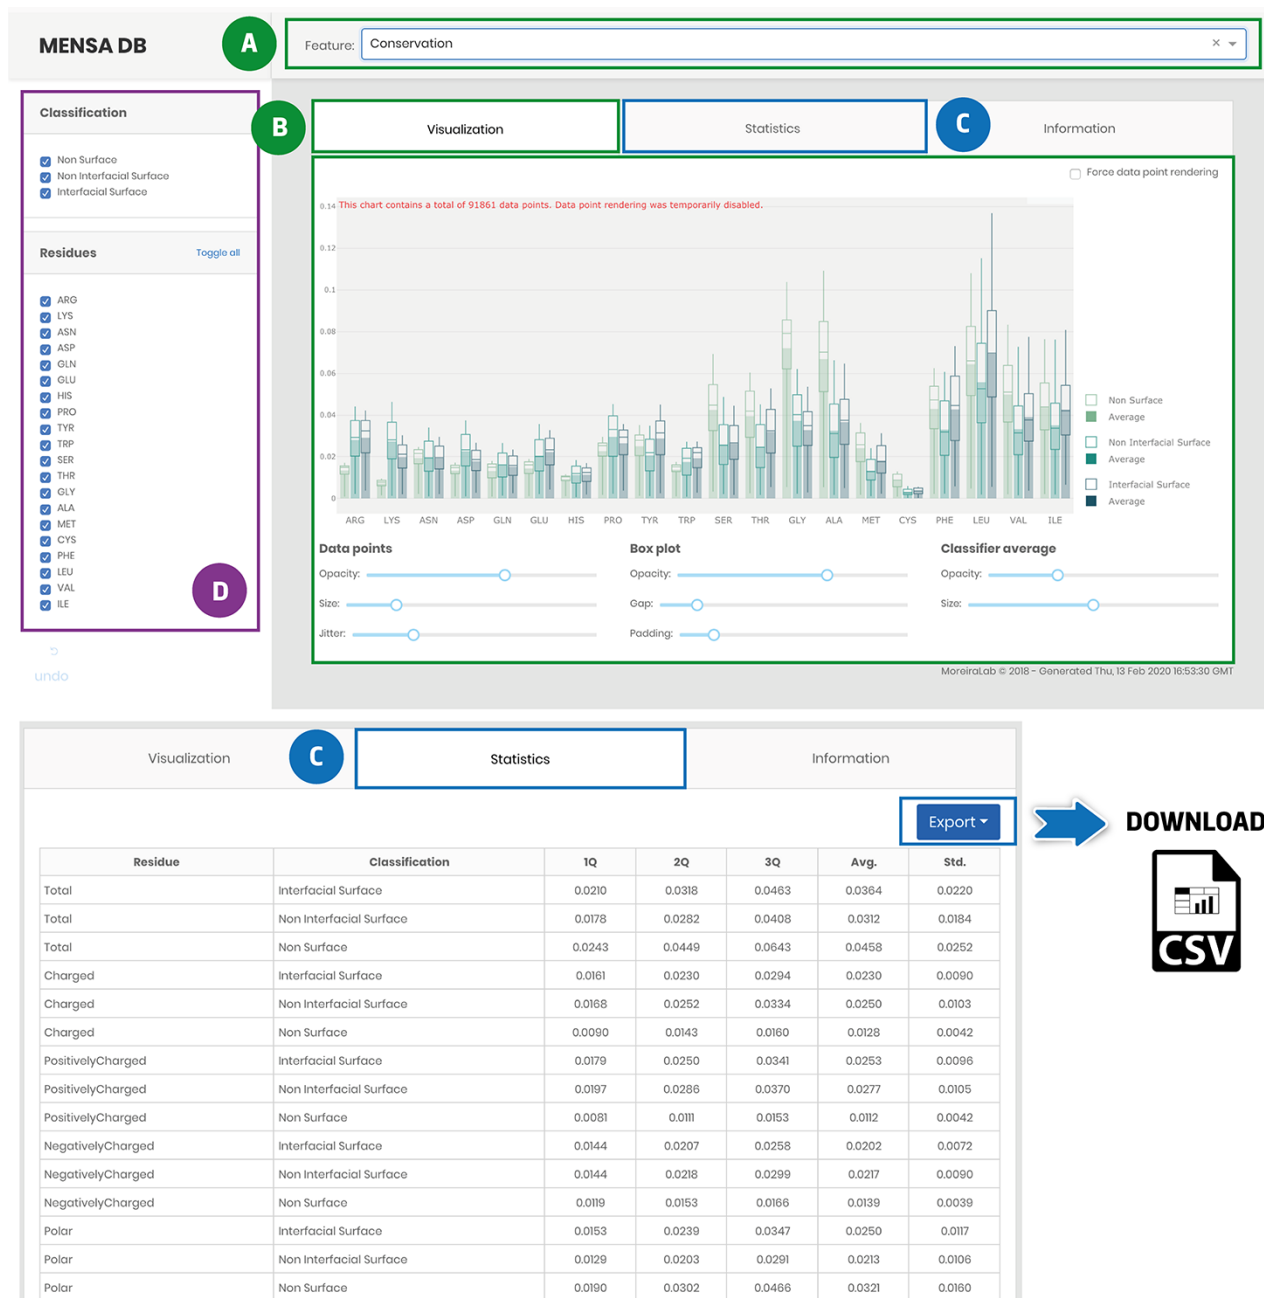 MENSA DB
A
Feature: Conservation × 
Classification
Non Surface
Non Interfacial Surface
Interfacial Surface
Residues Toggle all
ARG
LYS
ASN
ASP
GLN
GLU
HIS
PRO
TYR
TRP
SER
THR
GLY
ALA
MET
CYS
PHE
LEU
VAL
ILE
D
undo
B
Visualization
Statistics
C
Information
Force data point rendering
This chart contains a total of 91861 data points. Data point rendering was temporarily disabled.
0.14
0.12
0.1
0.08
0.06
0.04
0.02
0
ARG LYS ASN ASP GLN GLU HIS PRO TYR TRP SER THR GLY ALA MET CYS PHE LEU VAL ILE
Non Surface
Average
Non Interfacial Surface
Average
Interfacial Surface
Average
Data points
Opacity:
Size:
Jitter:
Box plot
Opacity:
Gap:
Padding:
Classifier average
Opacity:
Size:
MoreiraLab © 2018 - Generated Thu, 13 Feb 2020 16:53:30 GMT
Visualization
C
Statistics
Information
Export
DOWNLOAD
CSV
Residue Classification 1Q 2Q 3Q Avg. Std.
Total Interfacial Surface 0.0210 0.0318 0.0463 0.0364 0.0220
Total Non Interfacial Surface 0.0178 0.0282 0.0408 0.0312 0.0184
Total Non Surface 0.0243 0.0449 0.0643 0.0458 0.0252
Charged Interfacial Surface 0.0161 0.0230 0.0294 0.0230 0.0090
Charged Non Interfacial Surface 0.0168 0.0252 0.0334 0.0250 0.0103
Charged Non Surface 0.0090 0.0143 0.0160 0.0128 0.0042
PositivelyCharged Interfacial Surface 0.0179 0.0250 0.0341 0.0253 0.0096
PositivelyCharged Non Interfacial Surface 0.0197 0.0286 0.0370 0.0277 0.0105
PositivelyCharged Non Surface 0.0081 0.0111 0.0153 0.0112 0.0042
NegativelyCharged Interfacial Surface 0.0144 0.0207 0.0258 0.0202 0.0072
NegativelyCharged Non Interfacial Surface 0.0144 0.0218 0.0299 0.0217 0.0090
NegativelyCharged Non Surface 0.0119 0.0153 0.0166 0.0139 0.0039
Polar Interfacial Surface 0.0153 0.0239 0.0347 0.0250 0.0117
Polar Non Interfacial Surface 0.0129 0.0203 0.0291 0.0213 0.0106
Polar Non Surface 0.0190 0.0302 0.0466 0.0321 0.0160